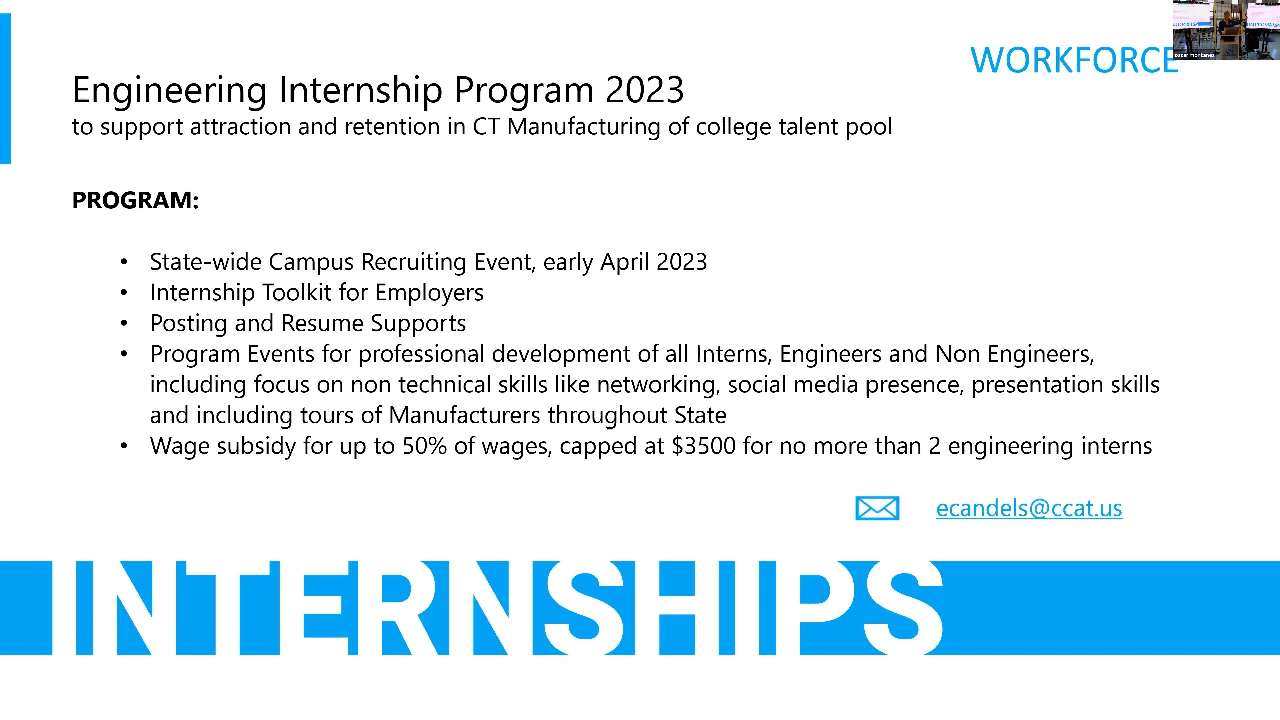 WORKFORCE
Engineering Internship Program 2023
to support attraction and retention in CT Manufacturing of college talent pool
PROGRAM:
• State-wide Campus Recruiting Event, early April 2023
• Internship Toolkit for Employers
• Posting and Resume Supports
• Program Events for professional development of all Interns, Engineers and Non Engineers,
including focus on non technical skills like networking, social media presence, presentation skills
and including tours of Manufacturers throughout State
• Wage subsidy for up to 50% of wages, capped at $3500 for no more than 2 engineering interns
ecandels@ccat.us
INTERNSHIPS